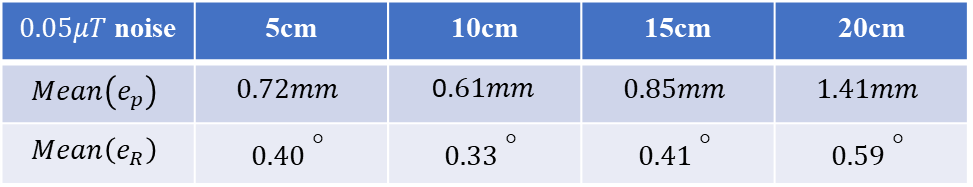 0.05μT noise 5cm 10cm 15cm 20cm
Mean(e_p) 0.72mm 0.61mm 0.85mm 1.41mm
Mean(e_R) 0.40° 0.33° 0.41° 0.59°